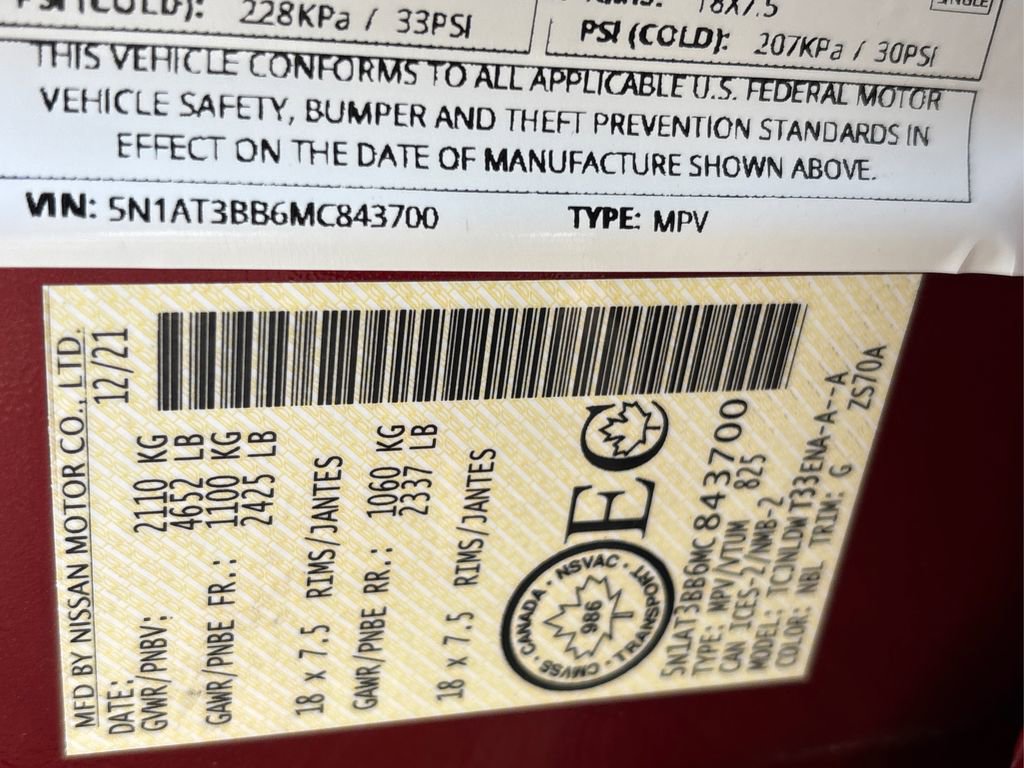 PSI (COLD): 228KPa / 33PSI
18X7.5
SINGLE
PSI (COLD): 207KPa / 30PSI
THIS VEHICLE CONFORMS TO ALL APPLICABLE U.S. FEDERAL MOTOR
VEHICLE SAFETY, BUMPER AND THEFT PREVENTION STANDARDS IN
EFFECT ON THE DATE OF MANUFACTURE SHOWN ABOVE.
VIN: 5N1AT3BB6MC843700 TYPE: MPV
MFD BY NISSAN MOTOR CO., LTD.
DATE: 12/21
GVWR/PNBV: 2110 KG
4652 LB
GAWR/PNBE FR.: 1100 KG
2425 LB
18 x 7.5 RIMS/JANTES
GAWR/PNBE RR.: 1060 KG
2337 LB
18 x 7.5 RIMS/JANTES
CANADA · NSVAC · TRANSPORT · CMVSS
986
EC
5N1AT3BB6MC843700
TYPE: MPV/VTUM 825
CAN ICES-2/NMB-2
MODEL: TCJNLDWT33ENA-A--A
COLOR: NBL TRIM: G ZS70A